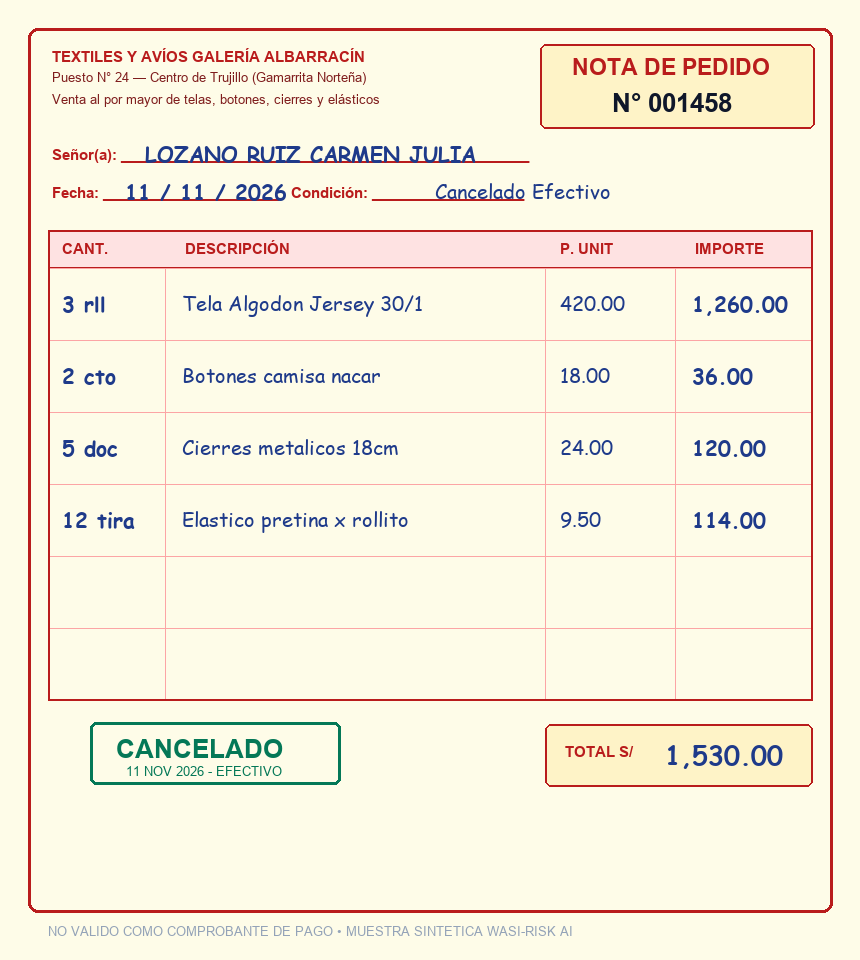 TEXTILES Y AVÍOS GALERÍA ALBARRACÍN
Puesto N° 24 — Centro de Trujillo (Gamarrita Norteña)
Venta al por mayor de telas, botones, cierres y elásticos
NOTA DE PEDIDO
N° 001458
Señor(a): LOZANO RUIZ CARMEN JULIA
Fecha: 11 / 11 / 2026 Condición: Cancelado Efectivo
CANT. DESCRIPCIÓN P. UNIT IMPORTE
3 rll Tela Algodon Jersey 30/1 420.00 1,260.00
2 cto Botones camisa nacar 18.00 36.00
5 doc Cierres metalicos 18cm 24.00 120.00
12 tira Elastico pretina x rollito 9.50 114.00
CANCELADO
11 NOV 2026 - EFECTIVO
TOTAL S/ 1,530.00
NO VALIDO COMO COMPROBANTE DE PAGO • MUESTRA SINTETICA WASI-RISK AI